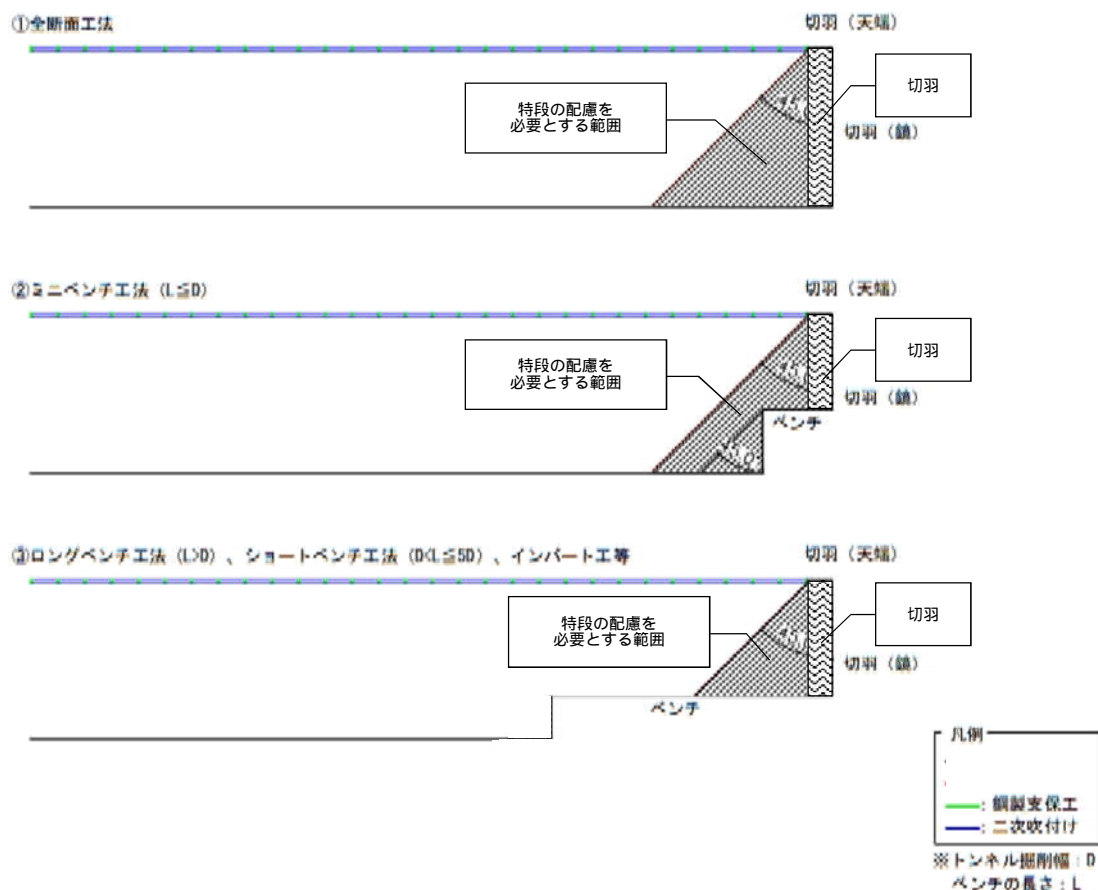 ①全断面工法
切羽（天端）
特段の配慮を
必要とする範囲
切羽
切羽（鏡）
②ミニベンチ工法（L≦D）
切羽（天端）
特段の配慮を
必要とする範囲
切羽
切羽（鏡）
ベンチ
③ロングベンチ工法（L>D）、ショートベンチ工法（D<L≦5D）、インバート工等
切羽（天端）
特段の配慮を
必要とする範囲
切羽
切羽（鏡）
ベンチ
凡例
：鋼製支保工
：二次吹付け
※トンネル掘削幅：D
ベンチの長さ：L